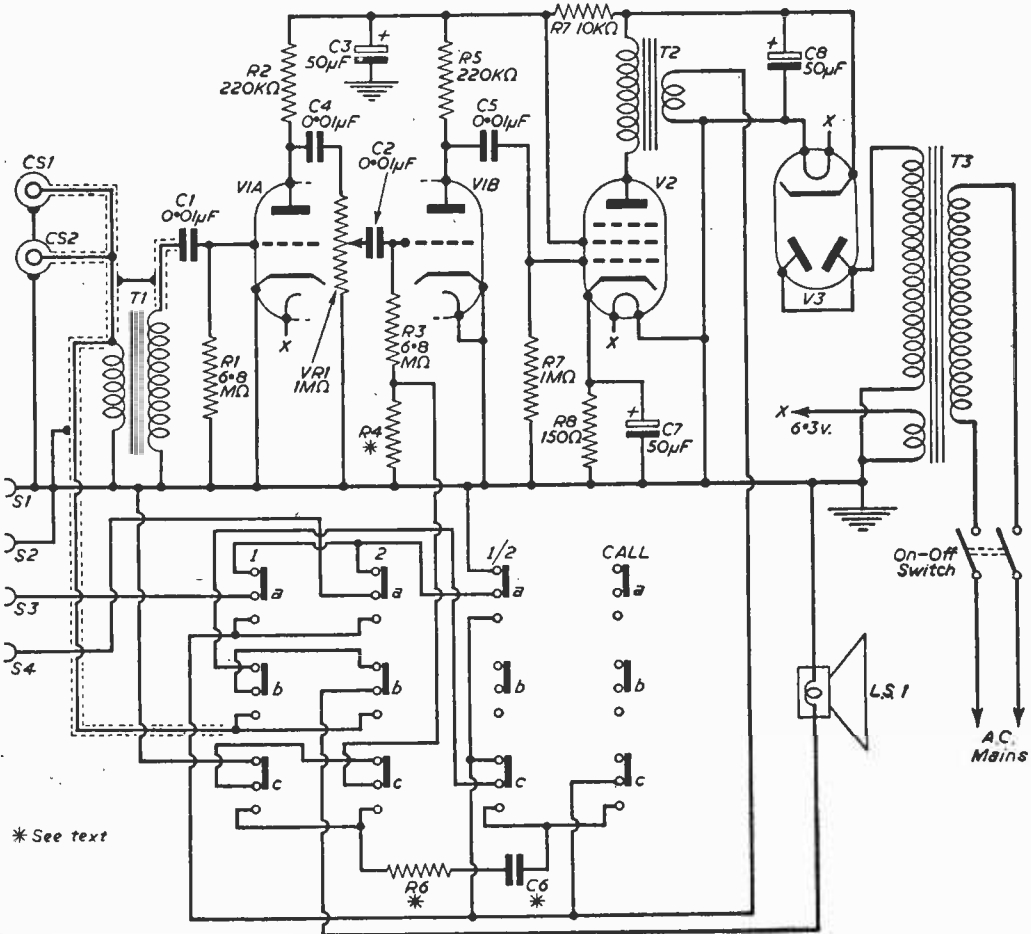 R7 10KΩ
C3
50µF
+
R2
220KΩ
R5
220KΩ
T2
+
C8
50µF
C4
0·01µF
C5
0·01µF
C2
0·01µF
X
T3
CS1
CS2
C1
0·01µF
V1A
V1B
V2
V3
T1
X
X
R1
6·8
MΩ
VR1
1MΩ
R3
6·8
MΩ
R7
1MΩ
R4
*
R8
150Ω
+
C7
50µF
X
6·3v.
S1
S2
S3
S4
1
2
1/2
CALL
a
a
a
a
b
b
b
b
c
c
c
c
On-Off
Switch
L.S.1
A.C.
Mains
* See text
R6
*
C6
*